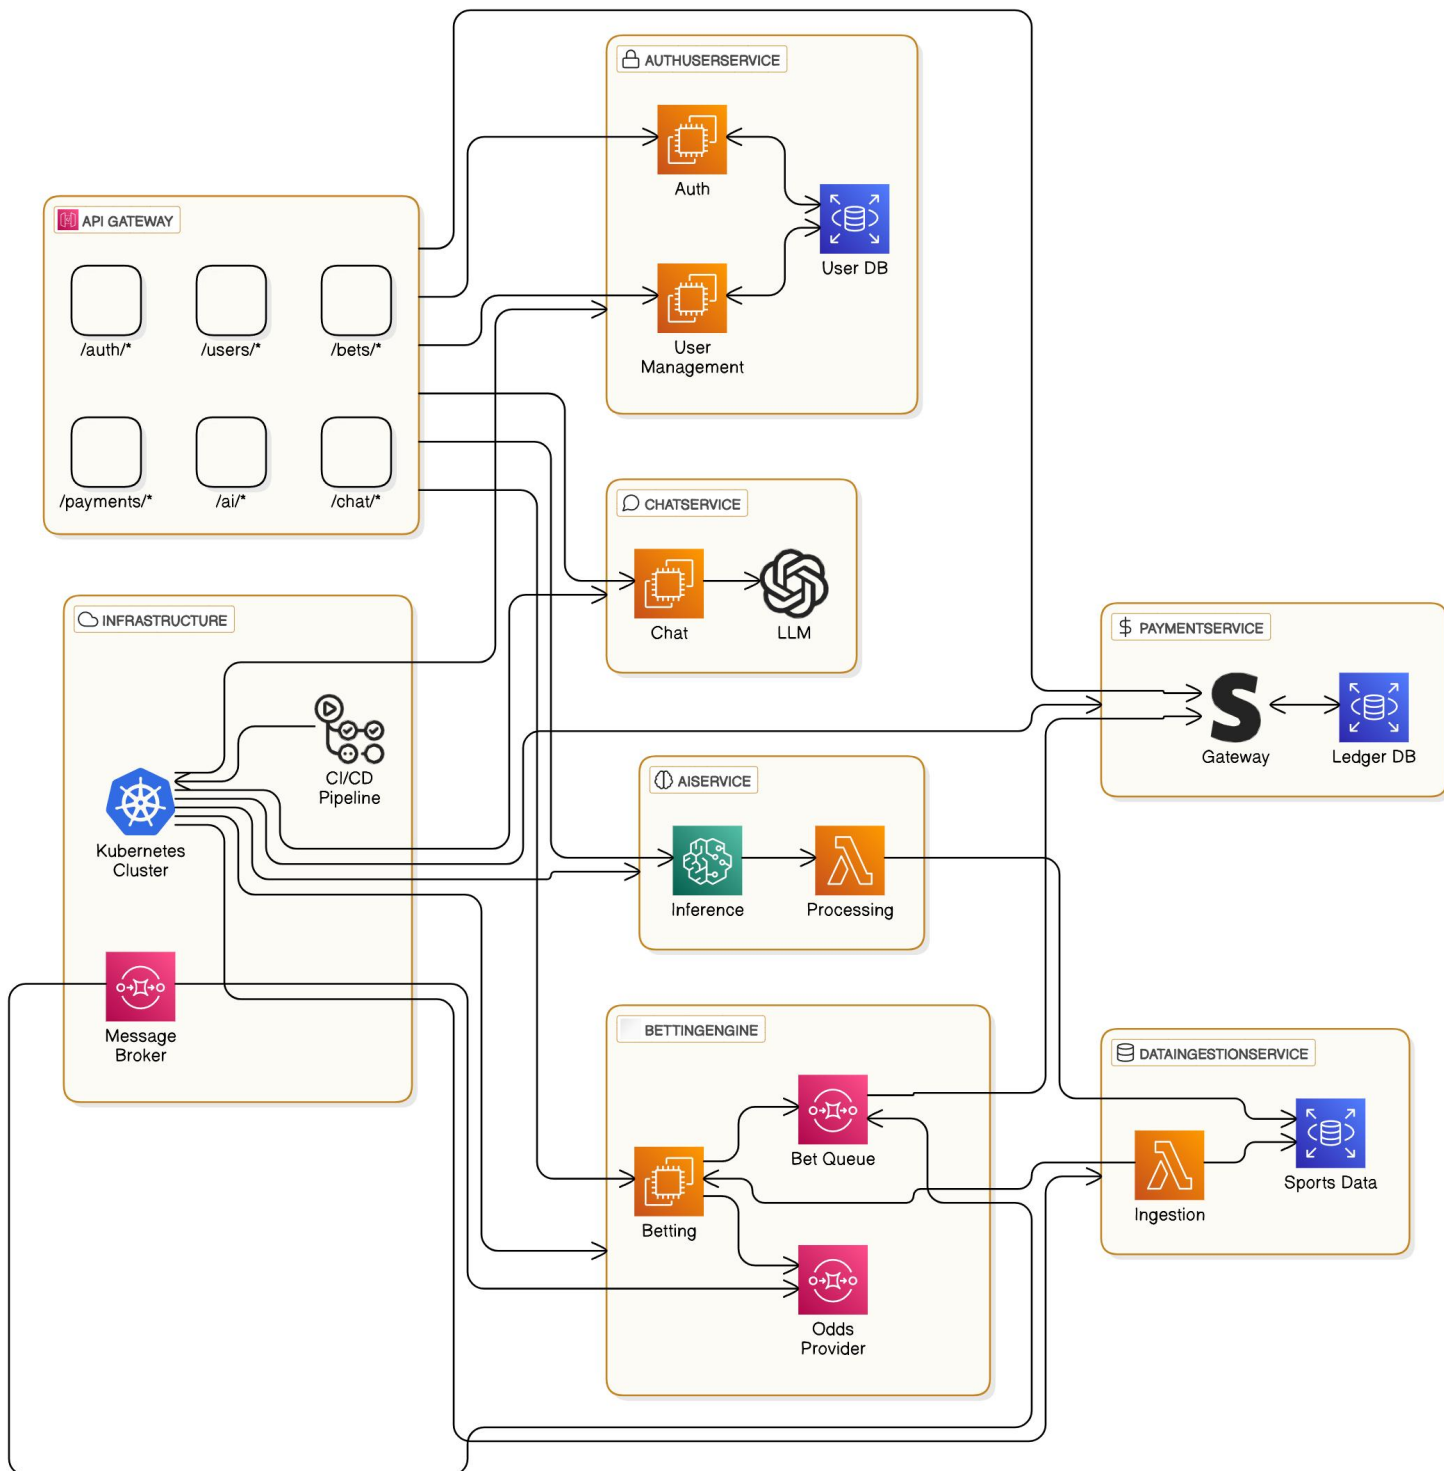 AUTHUSERSERVICE
Auth
User DB
User
Management
API GATEWAY
/auth/*
/users/*
/bets/*
/payments/*
/ai/*
/chat/*
CHATSERVICE
Chat
LLM
INFRASTRUCTURE
CI/CD
Pipeline
Kubernetes
Cluster
Message
Broker
PAYMENTSERVICE
Gateway
Ledger DB
AISERVICE
Inference
Processing
BETTINGENGINE
Bet Queue
Betting
Odds
Provider
DATAINGESTIONSERVICE
Sports Data
Ingestion